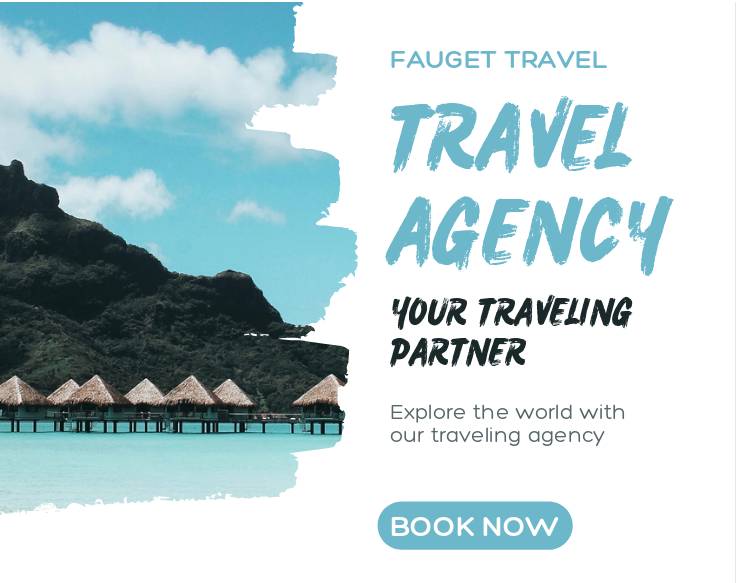 FAUGET TRAVEL
TRAVEL
AGENCY
YOUR TRAVELING
PARTNER
Explore the world with
our traveling agency
BOOK NOW